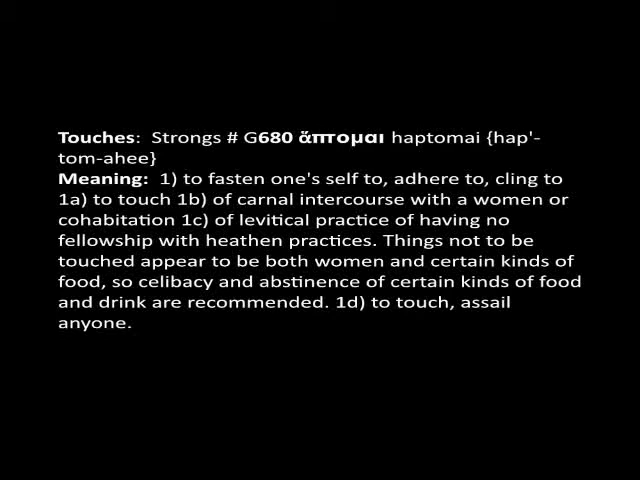 Touches:  Strongs # G680 ἅπτομαι haptomai {hap'-
tom-ahee}
Meaning:  1) to fasten one's self to, adhere to, cling to
1a) to touch 1b) of carnal intercourse with a women or
cohabitation 1c) of levitical practice of having no
fellowship with heathen practices. Things not to be
touched appear to be both women and certain kinds of
food, so celibacy and abstinence of certain kinds of food
and drink are recommended. 1d) to touch, assail
anyone.